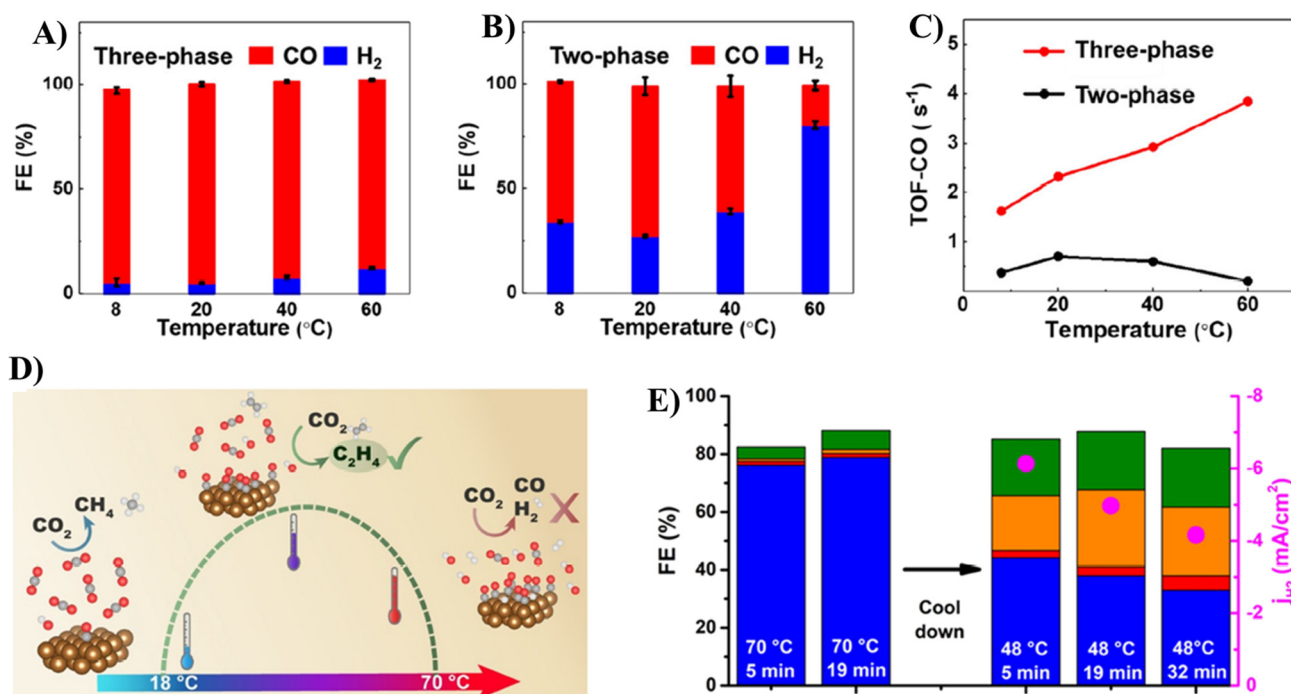 A)
Three-phase CO H₂
FE (%)
100
50
0
8 20 40 60
Temperature (°C)
B)
Two-phase CO H₂
FE (%)
100
50
0
8 20 40 60
Temperature (°C)
C)
Three-phase
Two-phase
TOF-CO ( s⁻¹)
5
4
3
2
1
0 20 40 60
Temperature (°C)
D)
CO₂ CH₄
CO₂
C₂H₄
CO₂ CO
H₂
18 °C 70 °C
E)
FE (%)
100
80
60
40
20
0
70 °C
5 min
70 °C
19 min
Cool
down
48 °C
5 min
48 °C
19 min
48°C
32 min
-8
-6
-4
-2
0
jH2 (mA/cm²)